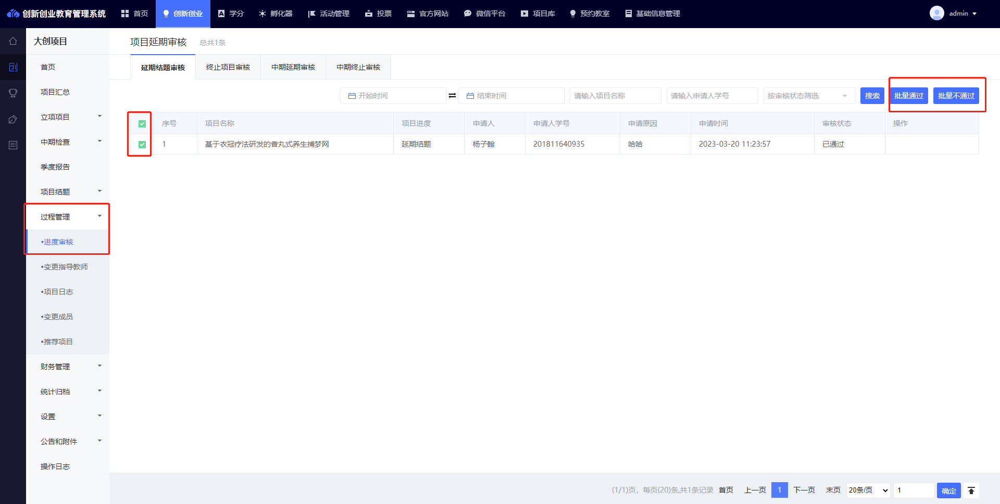 创新创业教育管理系统 首页 创新创业 学分 孵化器 活动管理 投票 官方网站 微信平台 项目库 预约教室 基础信息管理 admin
大创项目
首页
项目汇总
立项项目
中期检查
季度报告
项目结题
过程管理
•进度审核
•变更指导教师
•项目日志
•变更成员
•推荐项目
财务管理
统计归档
设置
公告和附件
操作日志
项目延期审核 总共1条
延期结题审核 终止项目审核 中期延期审核 中期终止审核
开始时间 结束时间 请输入项目名称 请输入申请人学号 按审核状态筛选 搜索 批量通过 批量不通过
序号 项目名称 项目进度 申请人 申请人学号 申请原因 申请时间 审核状态 操作
1 基于衣冠疗法研发的香丸式养生捕梦网 延期结题 杨子翰 201811640935 哈哈 2023-03-20 11:23:57 已通过
(1/1)页，每页(20)条,共1条记录 首页 上一页 1 下一页 末页 20条/页 1 确定